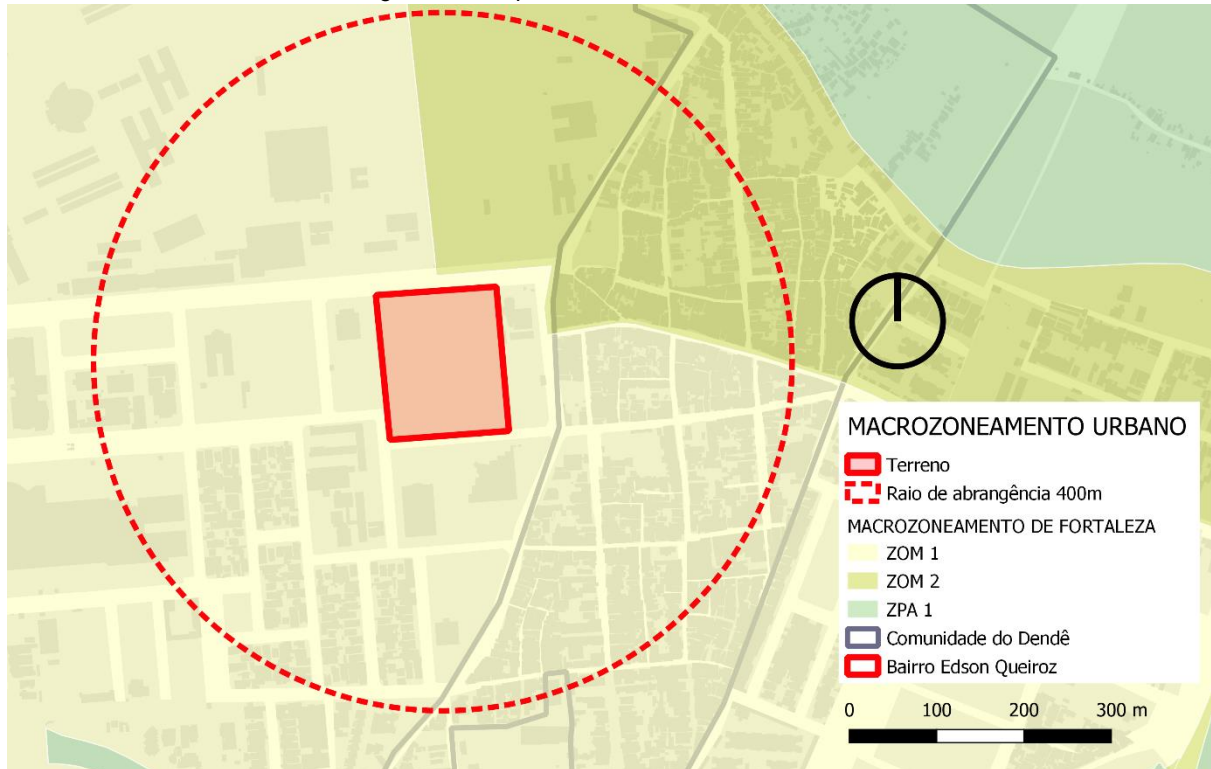 MACROZONEAMENTO URBANO
Terreno
Raio de abrangência 400m
MACROZONEAMENTO DE FORTALEZA
ZOM 1
ZOM 2
ZPA 1
Comunidade do Dendê
Bairro Edson Queiroz
0 100 200 300 m